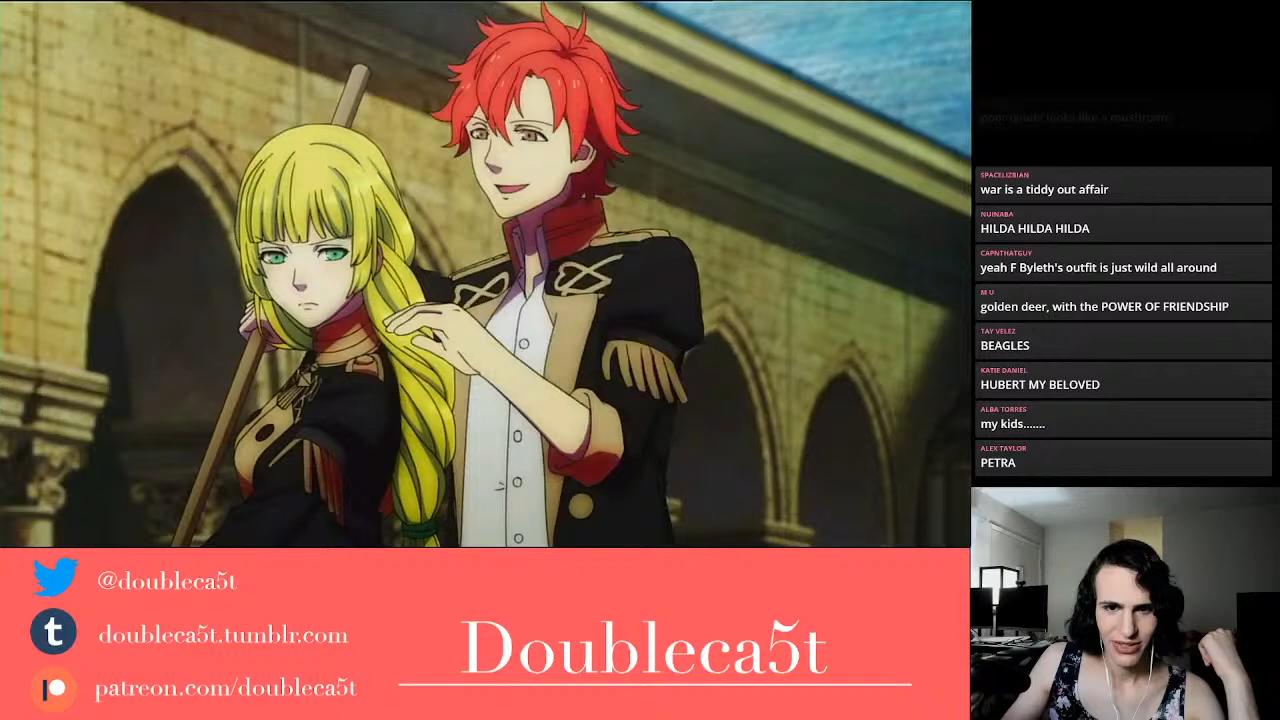 SPACELIZBIAN
war is a tiddy out affair
NUINABA
HILDA HILDA HILDA
CAPNTHATGUY
yeah F Byleth's outfit is just wild all around
M U
golden deer, with the POWER OF FRIENDSHIP
TAY VELEZ
BEAGLES
KATIE DANIEL
HUBERT MY BELOVED
ALBA TORRES
my kids.......
ALEX TAYLOR
PETRA
@doubleca5t
t
doubleca5t.tumblr.com
patreon.com/doubleca5t
Doubleca5t